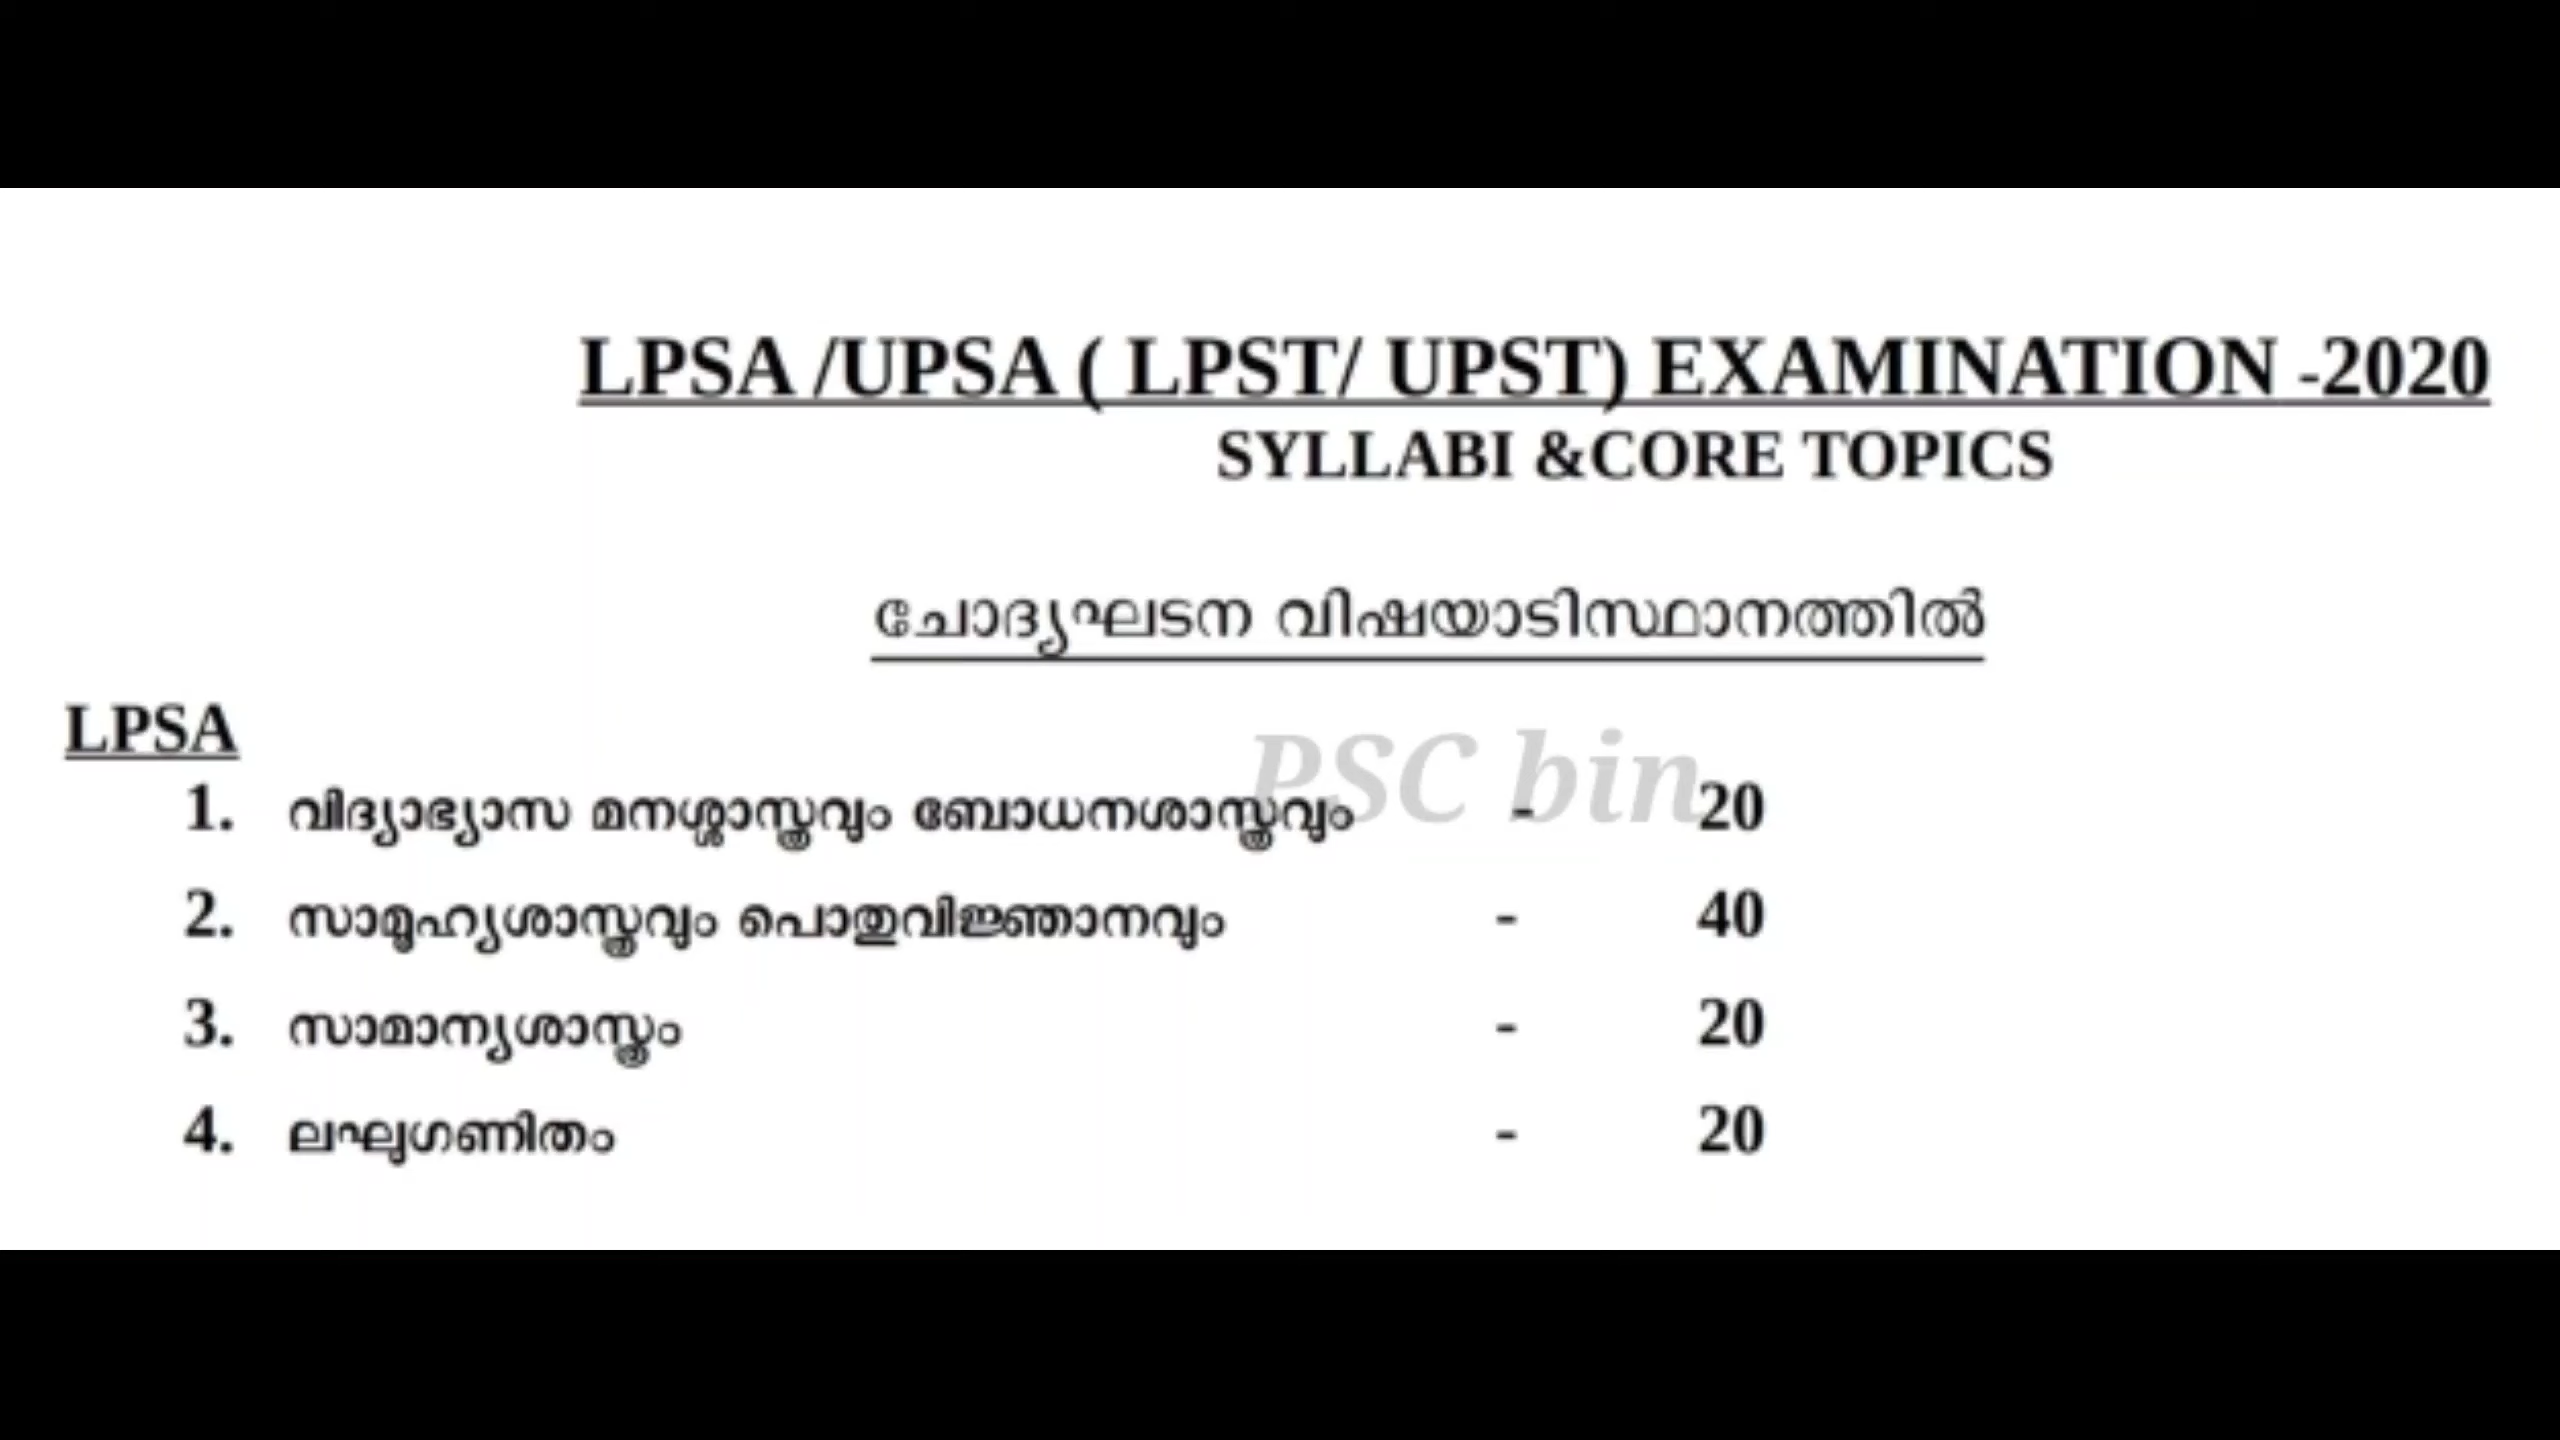 LPSA /UPSA ( LPST/ UPST) EXAMINATION -2020
SYLLABI &CORE TOPICS
ചോദ്യഘടന വിഷയാടിസ്ഥാനത്തിൽ
LPSA
PSC bin
1. വിദ്യാഭ്യാസ മനശ്ശാസ്ത്രവും ബോധനശാസ്ത്രവും - 20
2. സാമൂഹ്യശാസ്ത്രവും പൊതുവിജ്ഞാനവും - 40
3. സാമാന്യശാസ്ത്രം - 20
4. ലഘുഗണിതം - 20